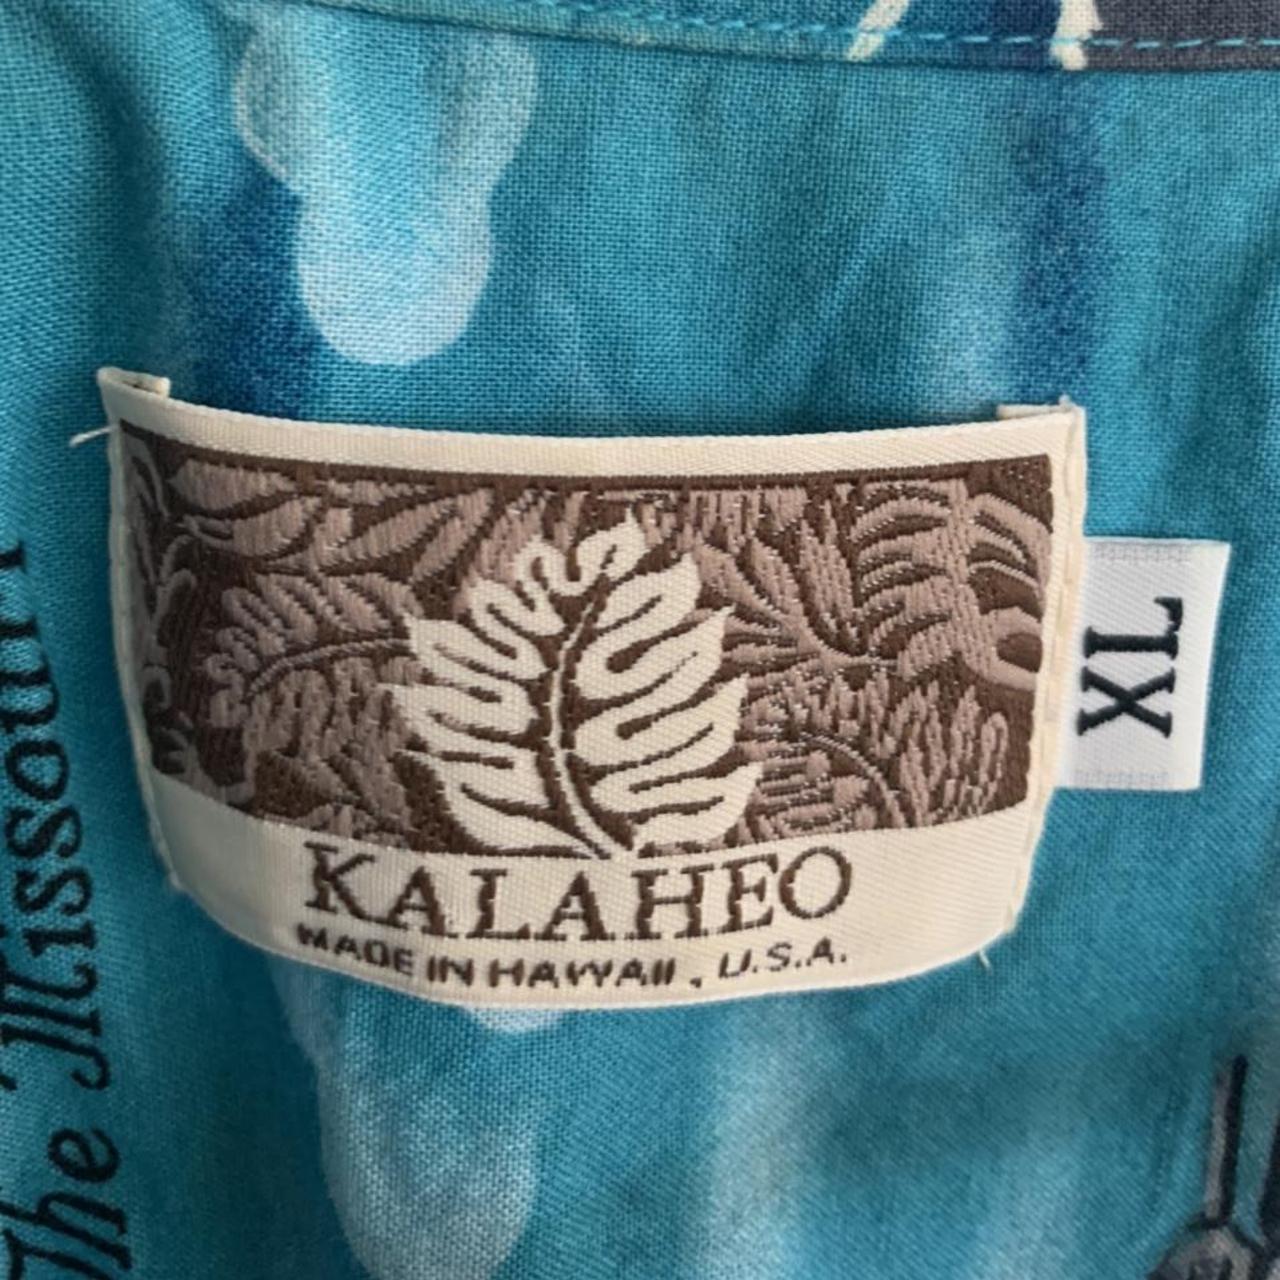 KALAHEO
MADE IN HAWAII, U.S.A.
XL
The Missouri